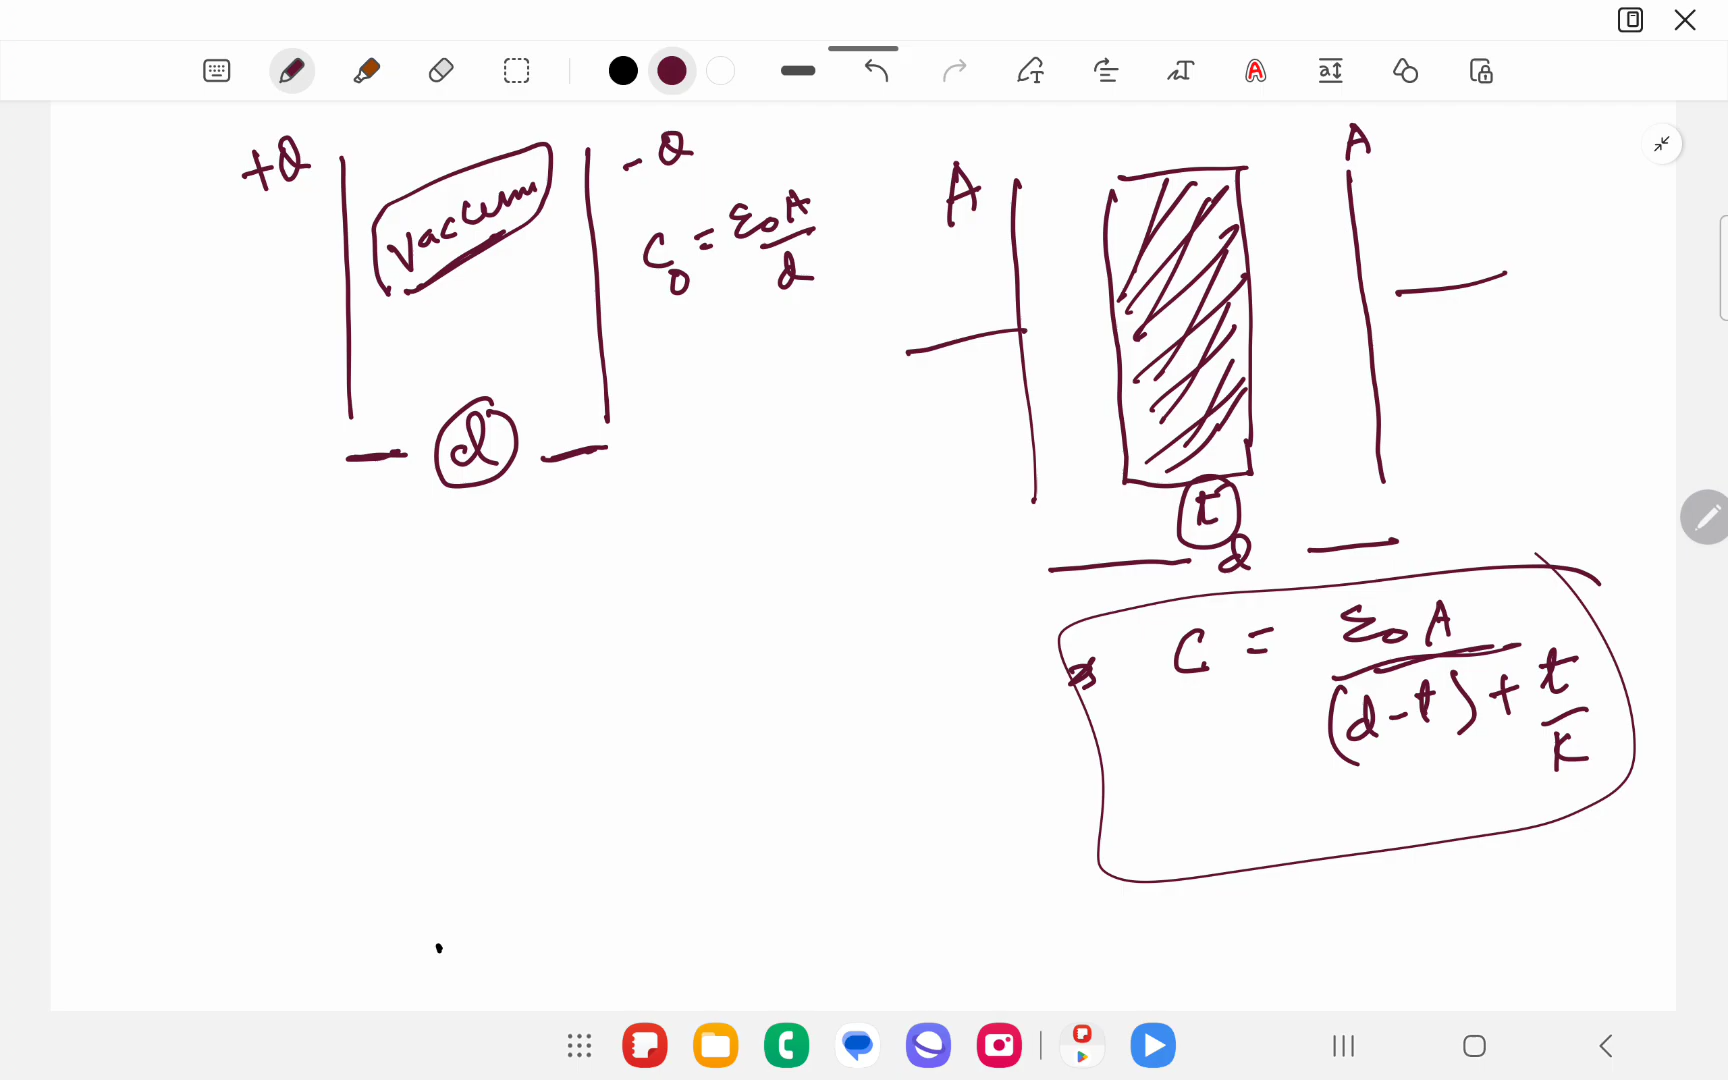 +Q
vaccum
-Q
C₀ = ε₀A/d
d
A
A
t
d
C = ε₀A/((d-t) + t/K)